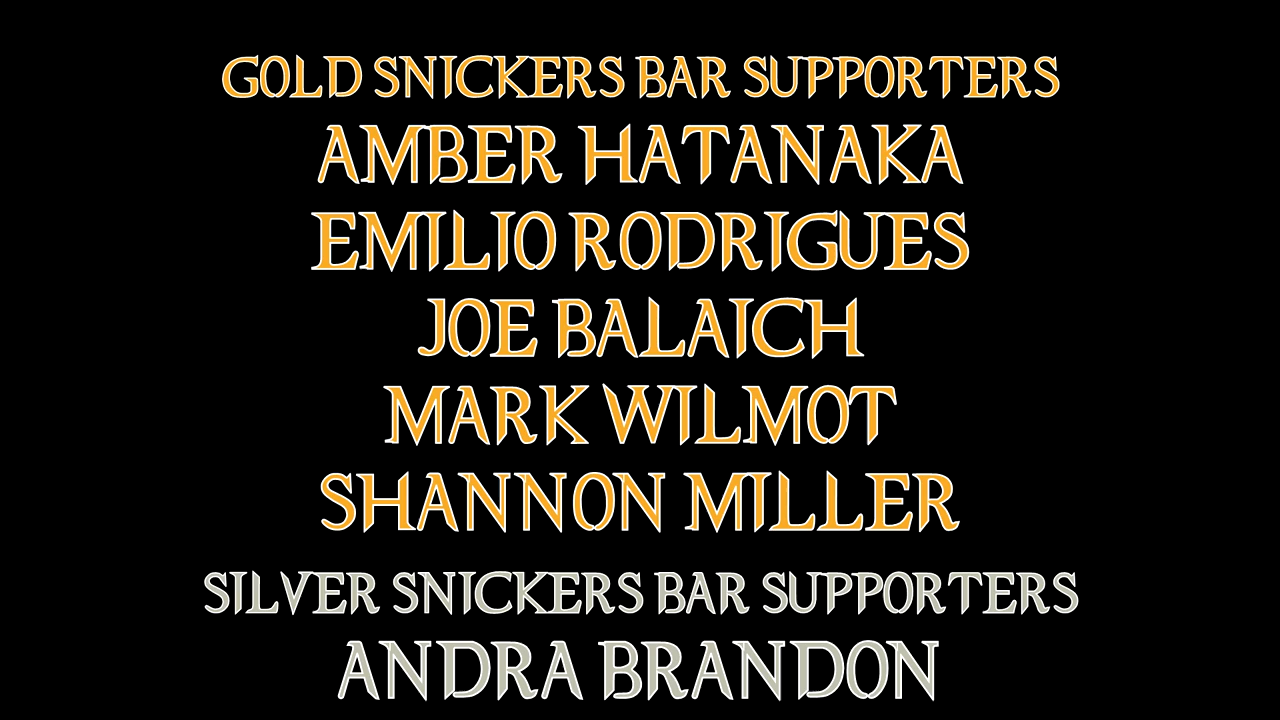 GOLD SNICKERS BAR SUPPORTERS
AMBER HATANAKA
EMILIO RODRIGUES
JOE BALAICH
MARK WILMOT
SHANNON MILLER
SILVER SNICKERS BAR SUPPORTERS
ANDRA BRANDON